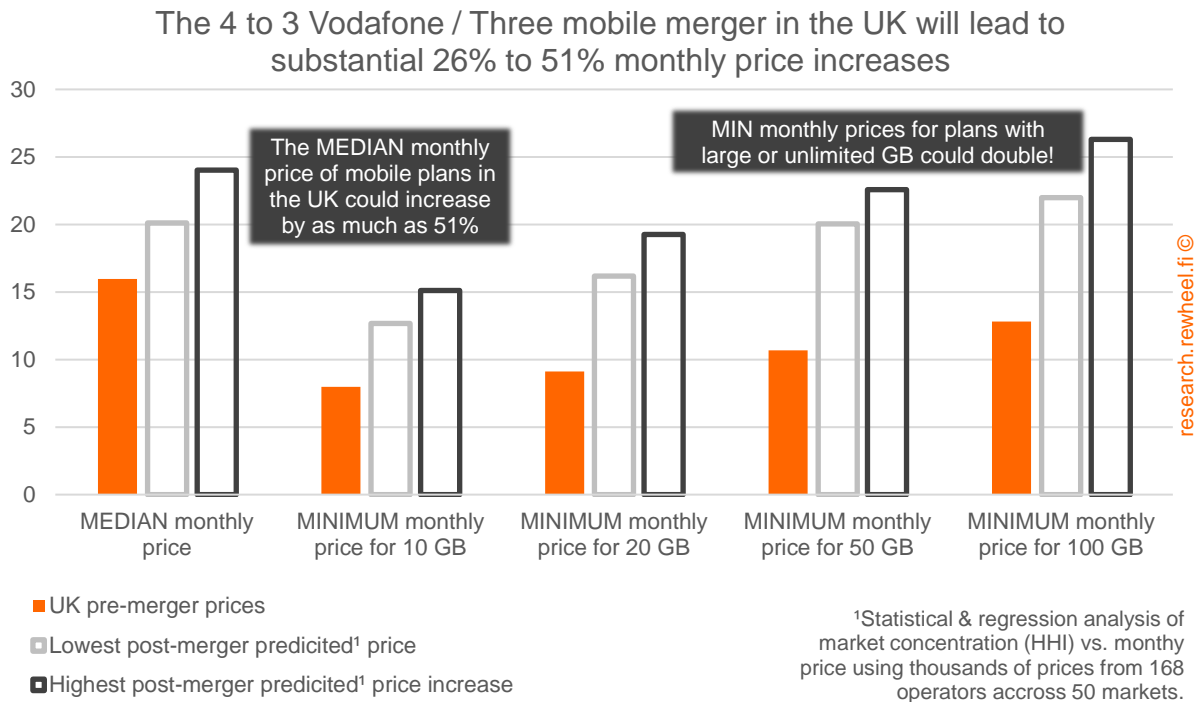 The 4 to 3 Vodafone / Three mobile merger in the UK will lead to
substantial 26% to 51% monthly price increases
30
25
20
15
10
5
0
The MEDIAN monthly
price of mobile plans in
the UK could increase
by as much as 51%
MIN monthly prices for plans with
large or unlimited GB could double!
research.rewheel.fi ©
MEDIAN monthly
price
MINIMUM monthly
price for 10 GB
MINIMUM monthly
price for 20 GB
MINIMUM monthly
price for 50 GB
MINIMUM monthly
price for 100 GB
UK pre-merger prices
Lowest post-merger predicited¹ price
Highest post-merger predicited¹ price increase
¹Statistical & regression analysis of
market concentration (HHI) vs. monthy
price using thousands of prices from 168
operators accross 50 markets.